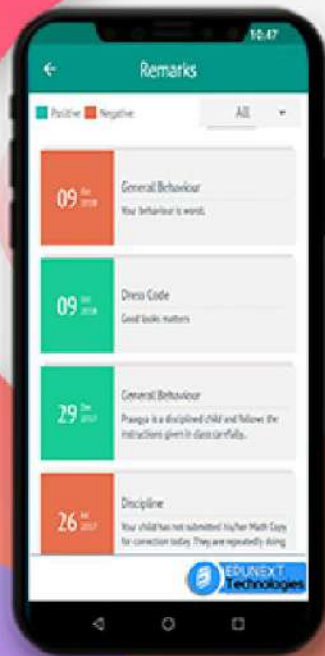 10:47
Remarks
Positive Negative
All
09
2018
General Behaviour
Your behaviour is worst.
09
2018
Dress Code
Good looks matters
29 Dec
2017
General Behaviour
Pragya is a disciplined child and follows the
instructions given in class carefully.
26 Jul
2017
Discipline
Your child has not submitted his/her Math Copy
for correction today. They are repeatedly doing
EDUNEXT
Technologies